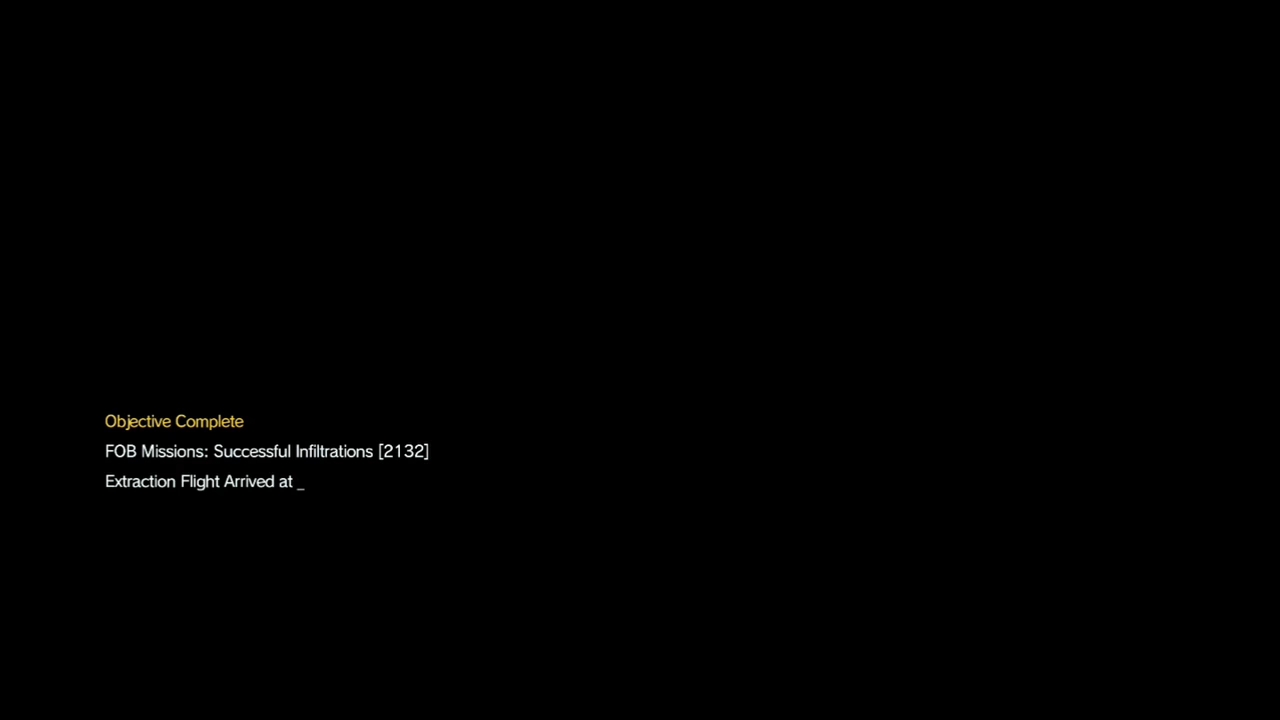 Objective Complete
FOB Missions: Successful Infiltrations [2132]
Extraction Flight Arrived at _